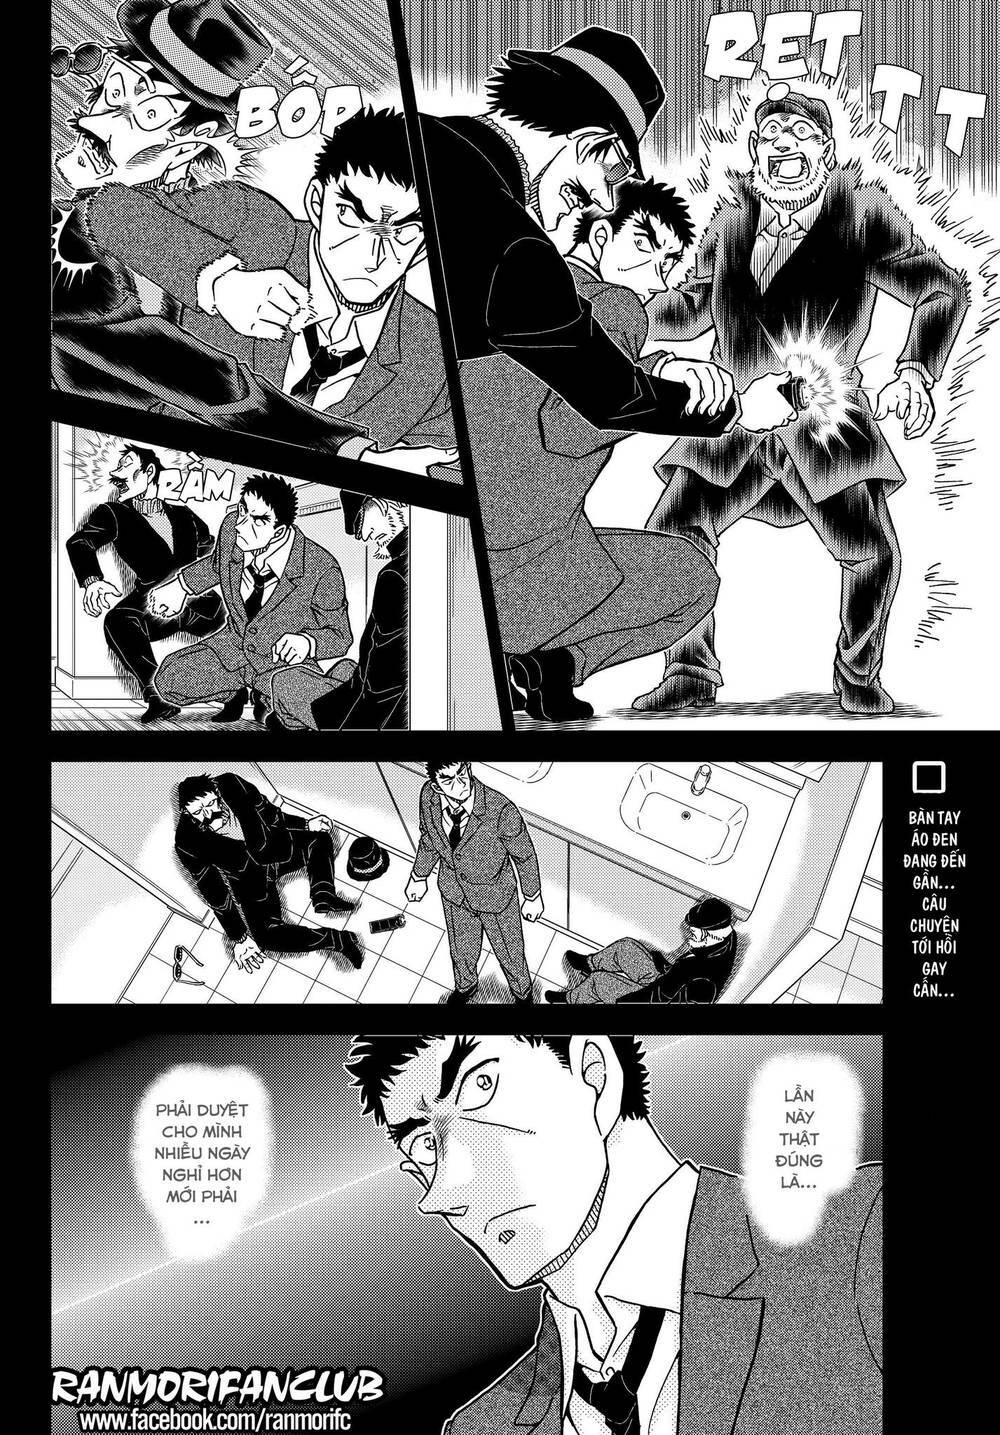 RET
T
T
BỐP
RẦM
BÀN TAY
ÁO ĐEN
ĐANG ĐẾN
GẦN...
CÂU
CHUYỆN
TỚI HỒI
GAY
CẤN...
LẦN
NÀY
THẬT
ĐÚNG
LÀ...
PHẢI DUYỆT
CHO MÌNH
NHIỀU NGÀY
NGHỈ HƠN
MỚI PHẢI
...
RANMORIFANCLUB
www.facebook.com/ranmorifc